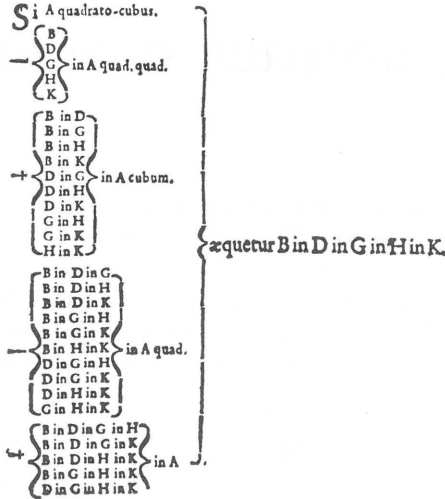 Si A quadrato-cubus.
— B
D
G
H
K
in A quad. quad.
+ B in D
B in G
B in H
B in K
D in G
D in H
D in K
G in H
G in K
H in K
in A cubum.
æquetur B in D in G in H in K.
— B in D in G
B in D in H
B in D in K
B in G in H
B in G in K
B in H in K
D in G in H
D in G in K
D in H in K
G in H in K
in A quad.
+ B in D in G in H
B in D in G in K
B in D in H in K
B in G in H in K
D in G in H in K
in A